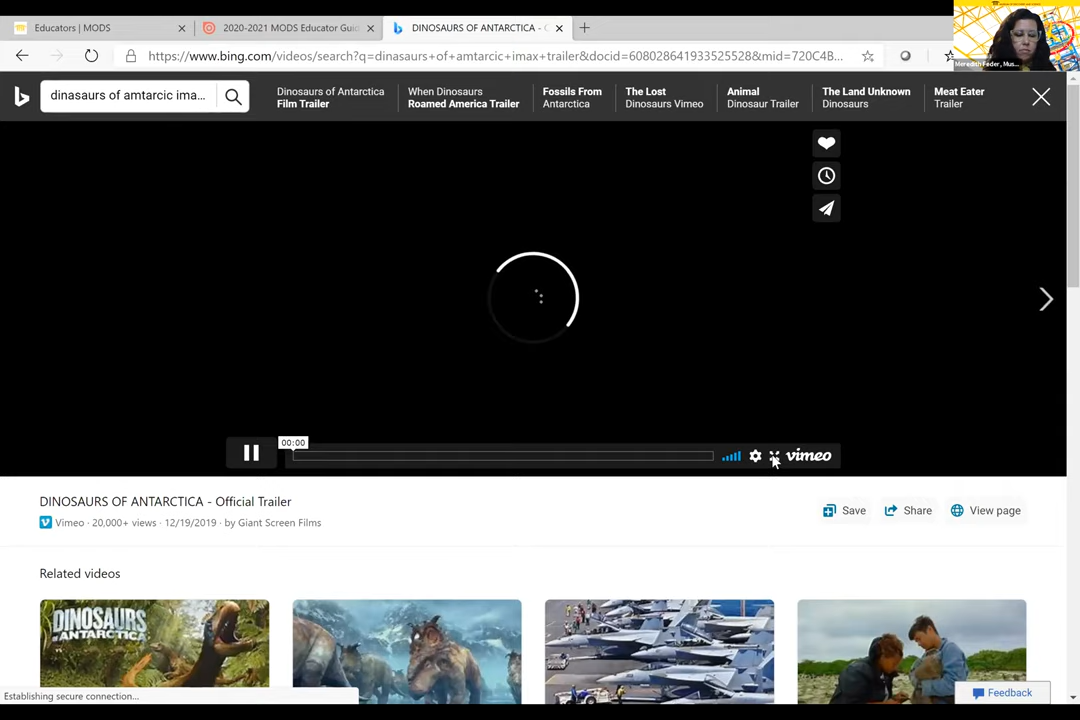 Educators | MODS
2020-2021 MODS Educator Guid
DINOSAURS OF ANTARCTICA - O
https://www.bing.com/videos/search?q=dinasaurs+of+amtarcic+imax+trailer&docid=608028641933525528&mid=720C4B...
Meredith Feder, Mus...
dinasaurs of amtarcic ima...
Dinosaurs of Antarctica
Film Trailer
When Dinosaurs
Roamed America Trailer
Fossils From
Antarctica
The Lost
Dinosaurs Vimeo
Animal
Dinosaur Trailer
The Land Unknown
Dinosaurs
Meat Eater
Trailer
00:00
vimeo
DINOSAURS OF ANTARCTICA - Official Trailer
Vimeo · 20,000+ views · 12/19/2019 · by Giant Screen Films
Save
Share
View page
Related videos
DINOSAURS
ANTARCTICA
Establishing secure connection...
Feedback